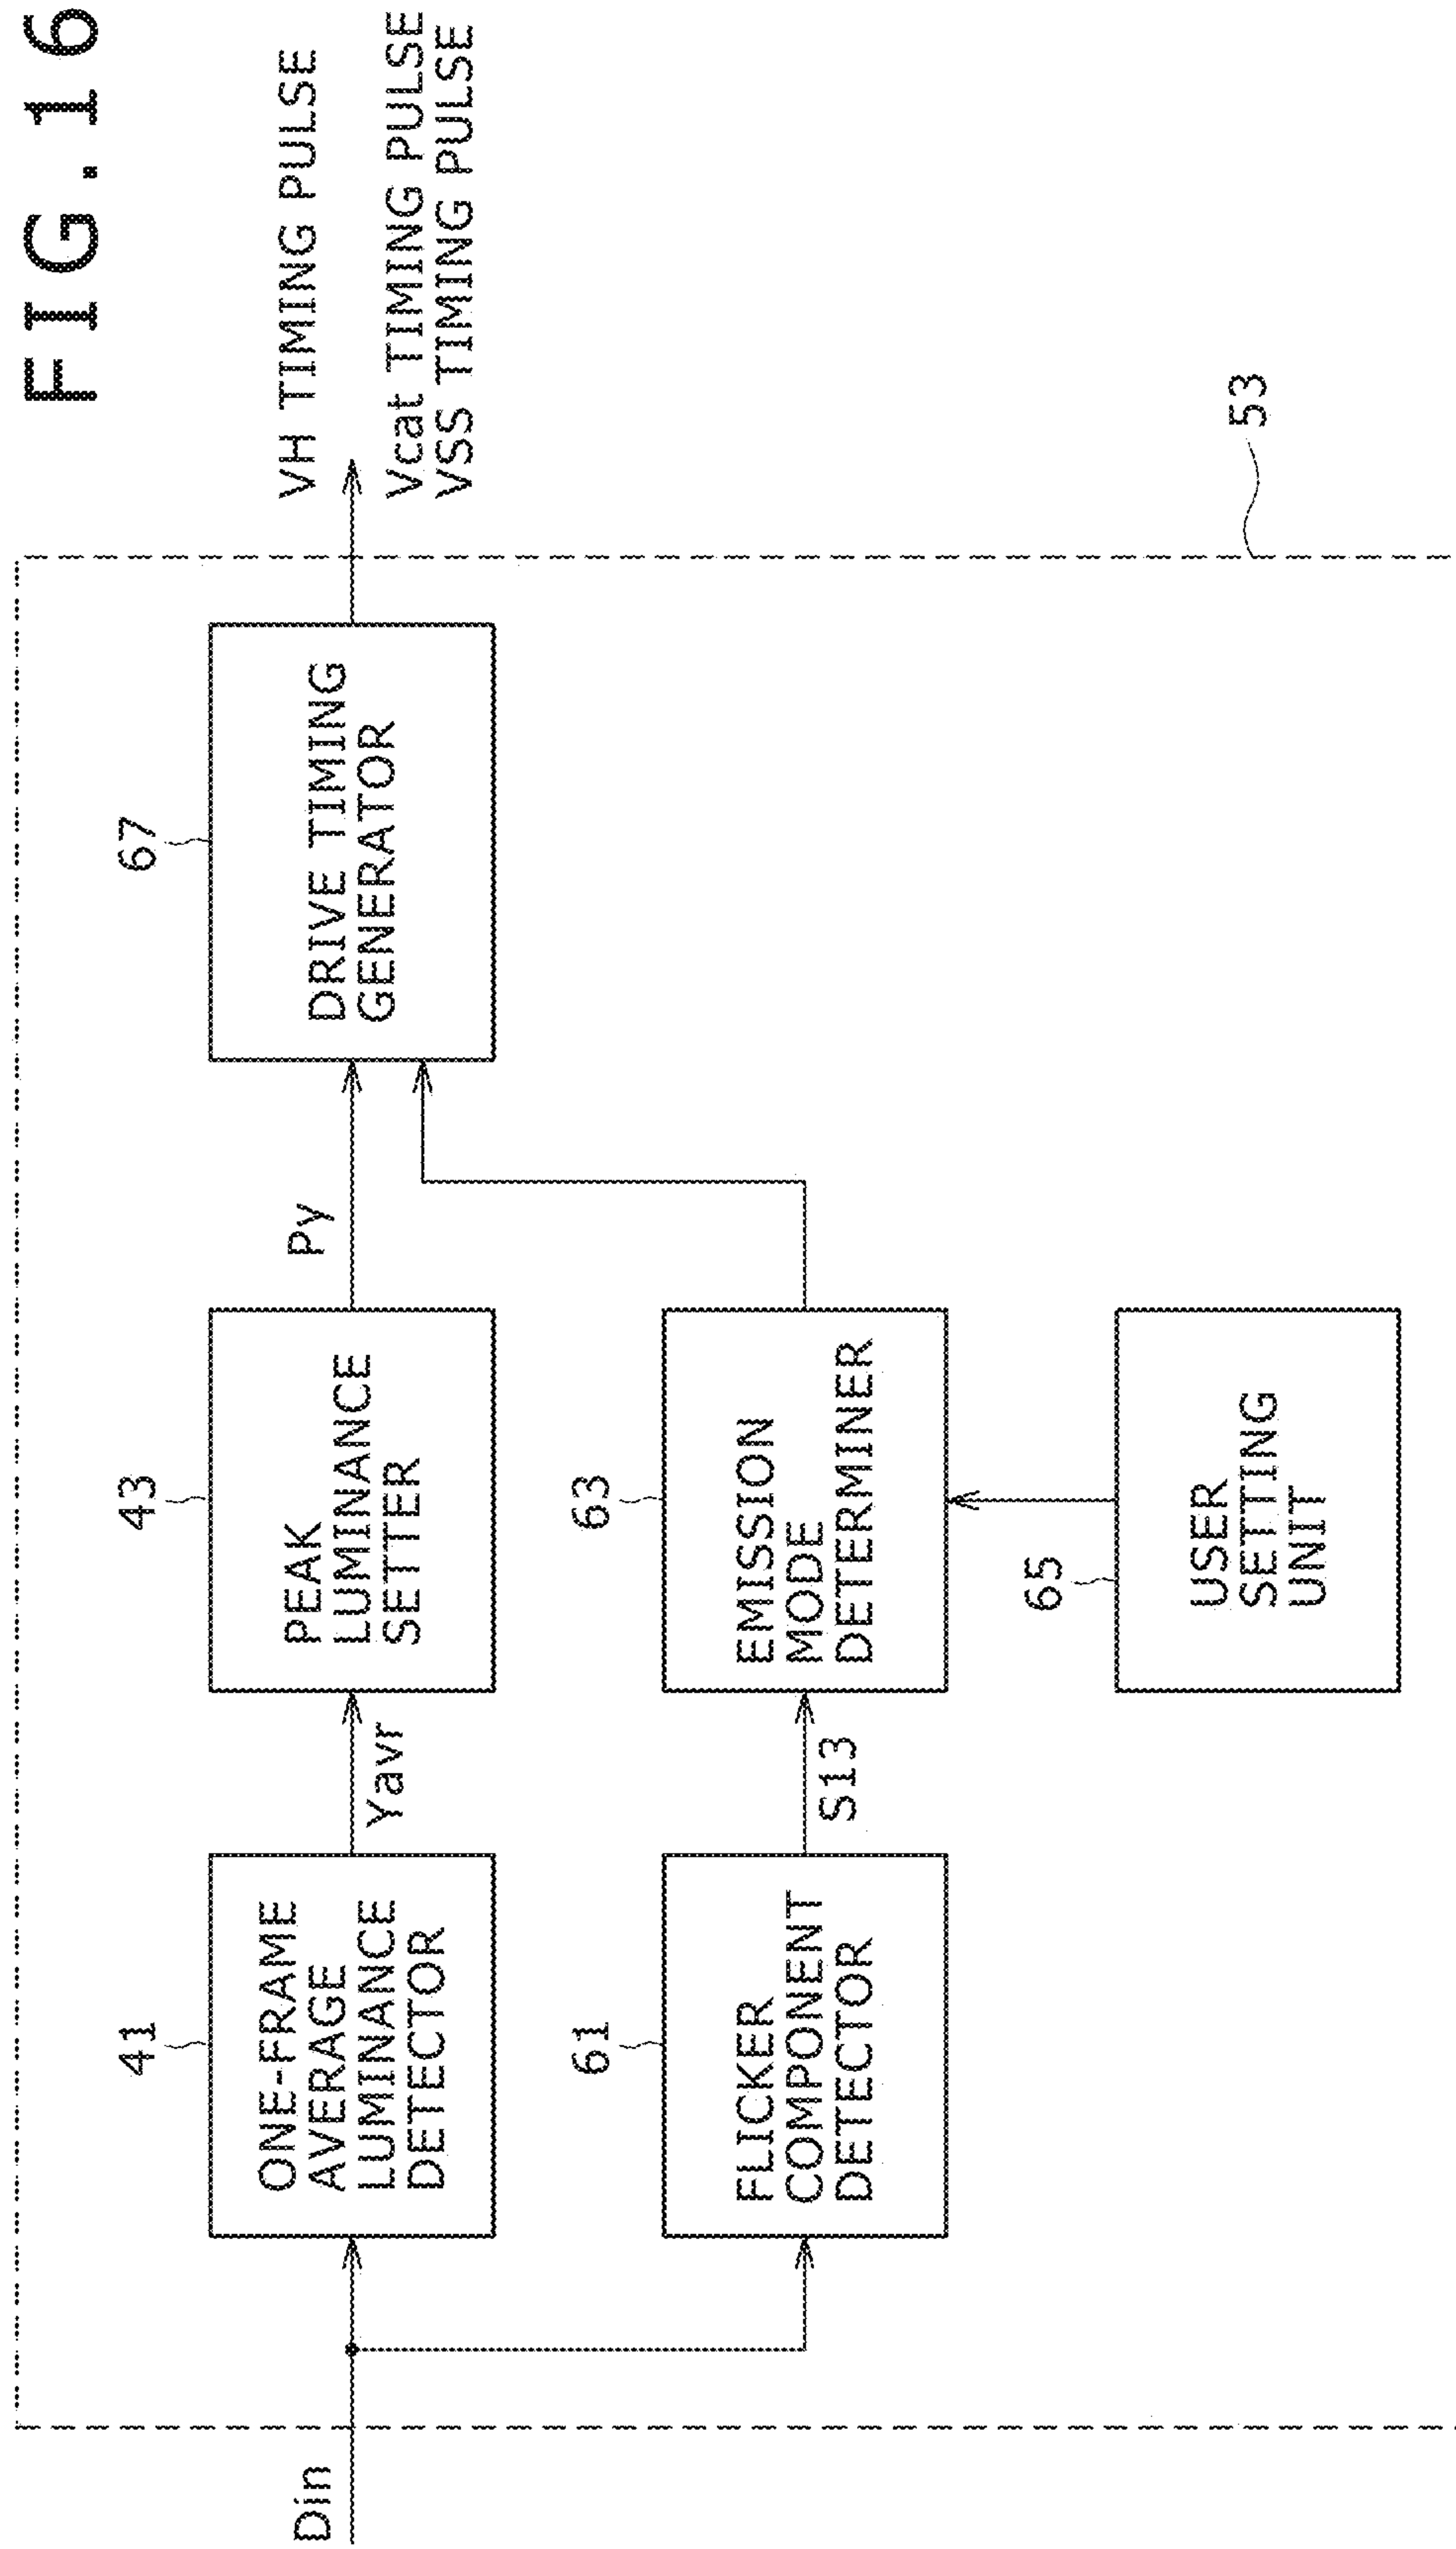 FIG.16
53
Din
41
ONE-FRAME
AVERAGE
LUMINANCE
DETECTOR
Yavr
43
PEAK
LUMINANCE
SETTER
Py
67
DRIVE TIMING
GENERATOR
VH TIMING PULSE
Vcat TIMING PULSE
VSS TIMING PULSE
61
FLICKER
COMPONENT
DETECTOR
S13
63
EMISSION
MODE
DETERMINER
65
USER
SETTING
UNIT